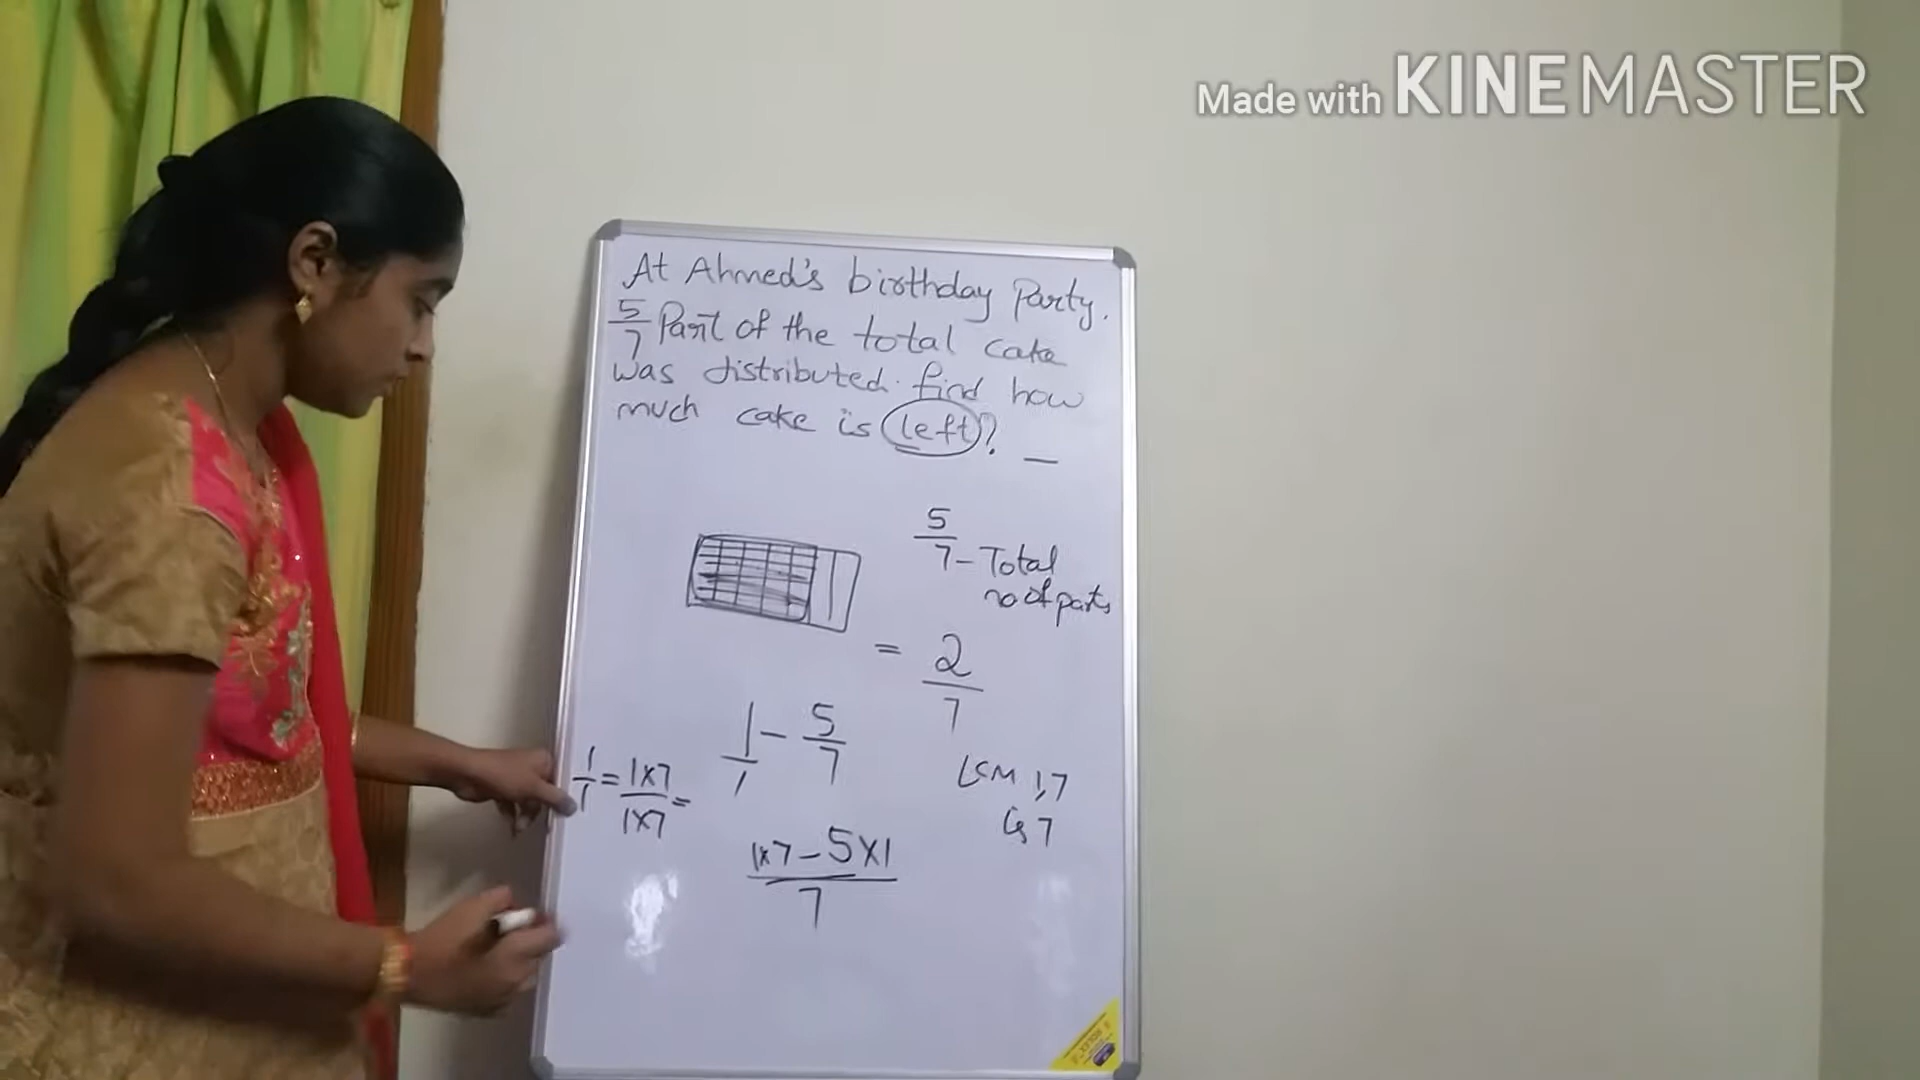 Made with KINEMASTER
At Ahmed's birthday Party.
5/7 Part of the total cake
was distributed. find how
much cake is left? _
5/7 - Total
no of parts
= 2/7
1/1 - 5/7
1/1 = 1x7/1x7 =
LCM 1,7
is 7
1x7 - 5x1/7